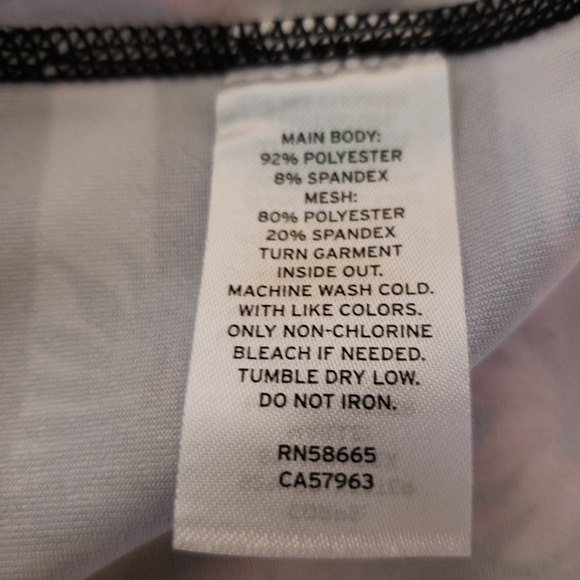 MAIN BODY:
92% POLYESTER
8% SPANDEX
MESH:
80% POLYESTER
20% SPANDEX
TURN GARMENT
INSIDE OUT.
MACHINE WASH COLD.
WITH LIKE COLORS.
ONLY NON-CHLORINE
BLEACH IF NEEDED.
TUMBLE DRY LOW.
DO NOT IRON.
RN58665
CA57963